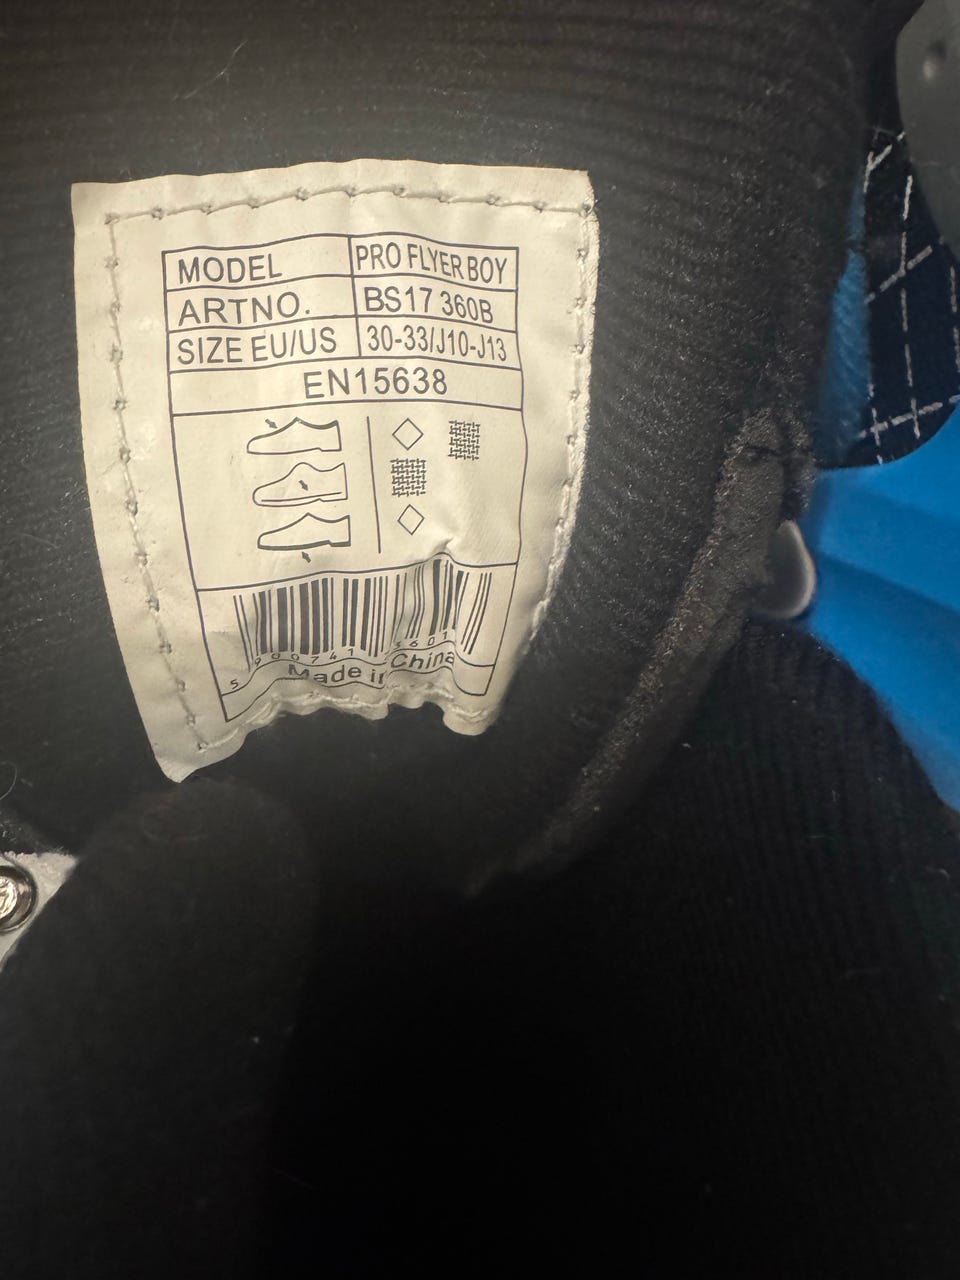 MODEL PRO FLYER BOY
ARTNO. BS17 360B
SIZE EU/US 30-33/J10-J13
EN15638
Made in China